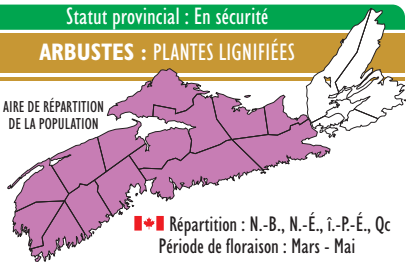 Statut provincial : En sécurité
ARBUSTES : PLANTES LIGNIFIÉES
AIRE DE RÉPARTITION
DE LA POPULATION
Répartition : N.-B., N.-É., î.-P.-É., Qc
Période de floraison : Mars - Mai